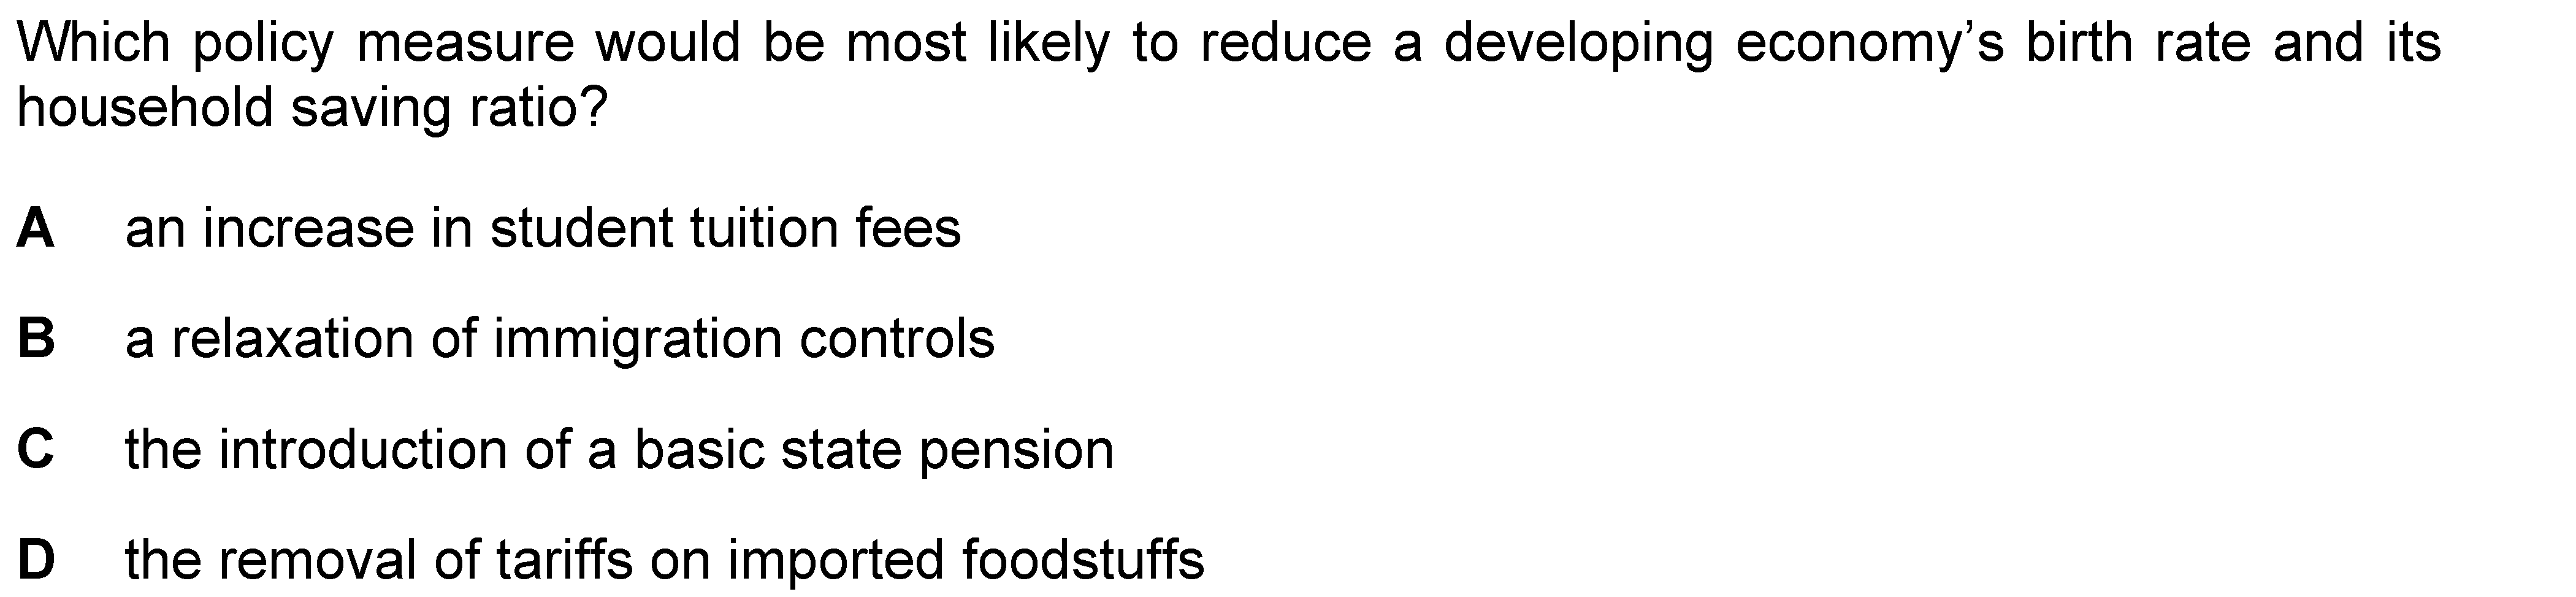 Which policy measure would be most likely to reduce a developing economy’s birth rate and its
household saving ratio?
A an increase in student tuition fees
B a relaxation of immigration controls
C the introduction of a basic state pension
D the removal of tariffs on imported foodstuffs